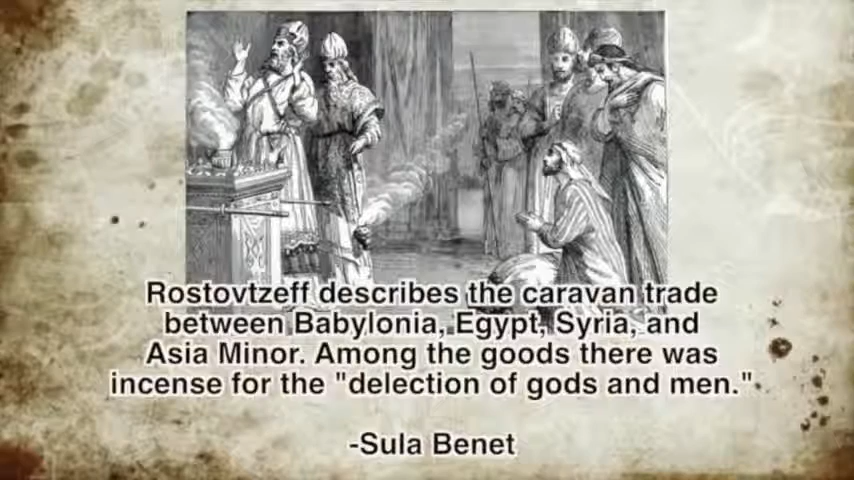 Rostovtzeff describes the caravan trade
between Babylonia, Egypt, Syria, and
Asia Minor. Among the goods there was
incense for the "delection of gods and men."
-Sula Benet